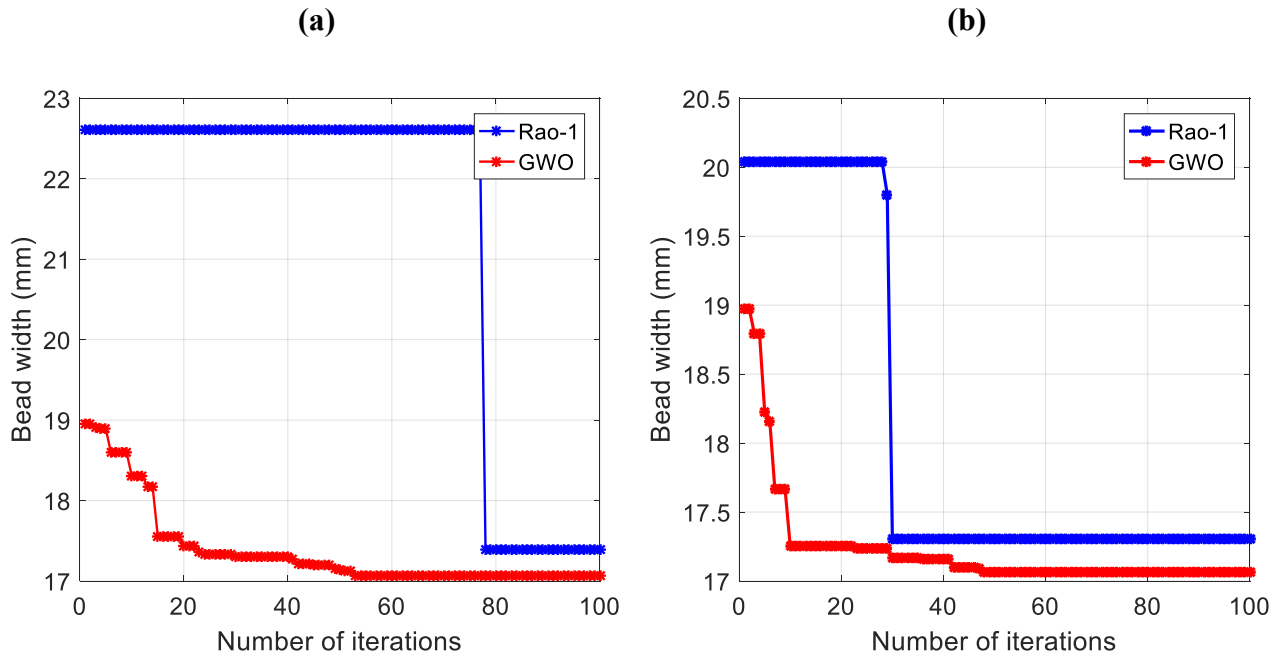 (a)
(b)
23
22
21
20
19
18
17
Bead width (mm)
0 20 40 60 80 100
Number of iterations
Rao-1
GWO
20.5
20
19.5
19
18.5
18
17.5
17
Bead width (mm)
0 20 40 60 80 100
Number of iterations
Rao-1
GWO